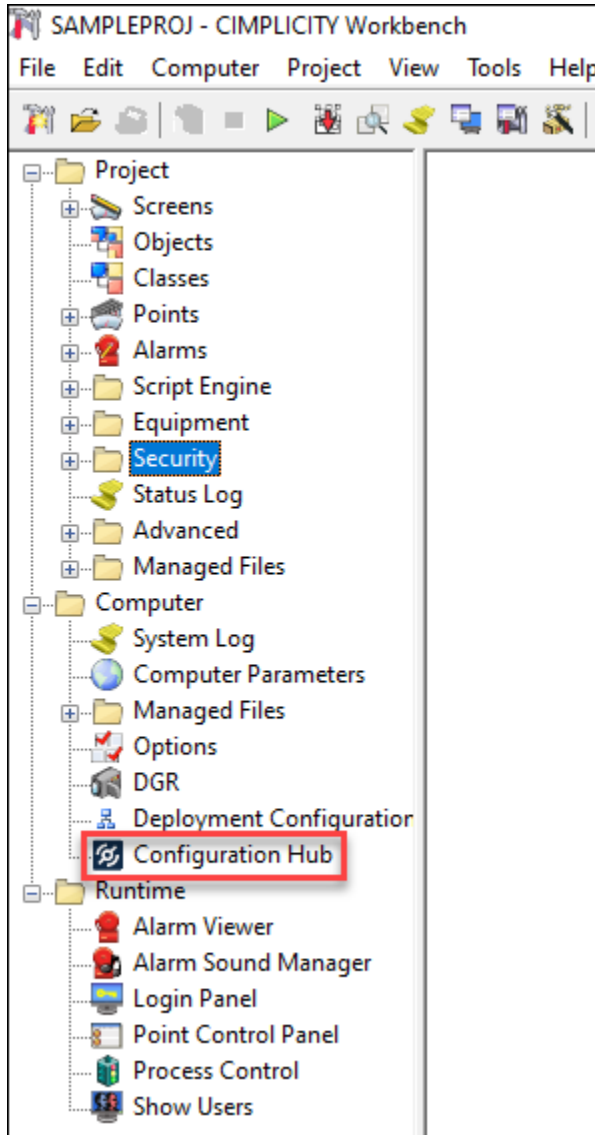 SAMPLEPROJ - CIMPLICITY Workbench
File Edit Computer Project View Tools Help
Project
Screens
Objects
Classes
Points
Alarms
Script Engine
Equipment
Security
Status Log
Advanced
Managed Files
Computer
System Log
Computer Parameters
Managed Files
Options
DGR
Deployment Configuration
Configuration Hub
Runtime
Alarm Viewer
Alarm Sound Manager
Login Panel
Point Control Panel
Process Control
Show Users